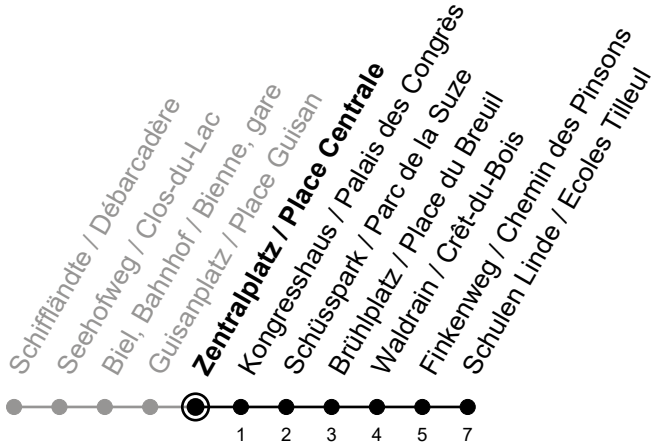 Schiffländte / Débarcadère
Seehofweg / Clos-du-Lac
Biel, Bahnhof / Bienne, gare
Guisanplatz / Place Guisan
Zentralplatz / Place Centrale
Kongresshaus / Palais des Congrès
Schüsspark / Parc de la Suze
Brühlplatz / Place du Breuil
Waldrain / Crêt-du-Bois
Finkenweg / Chemin des Pinsons
Schulen Linde / Ecoles Tilleul
1 2 3 4 5 7